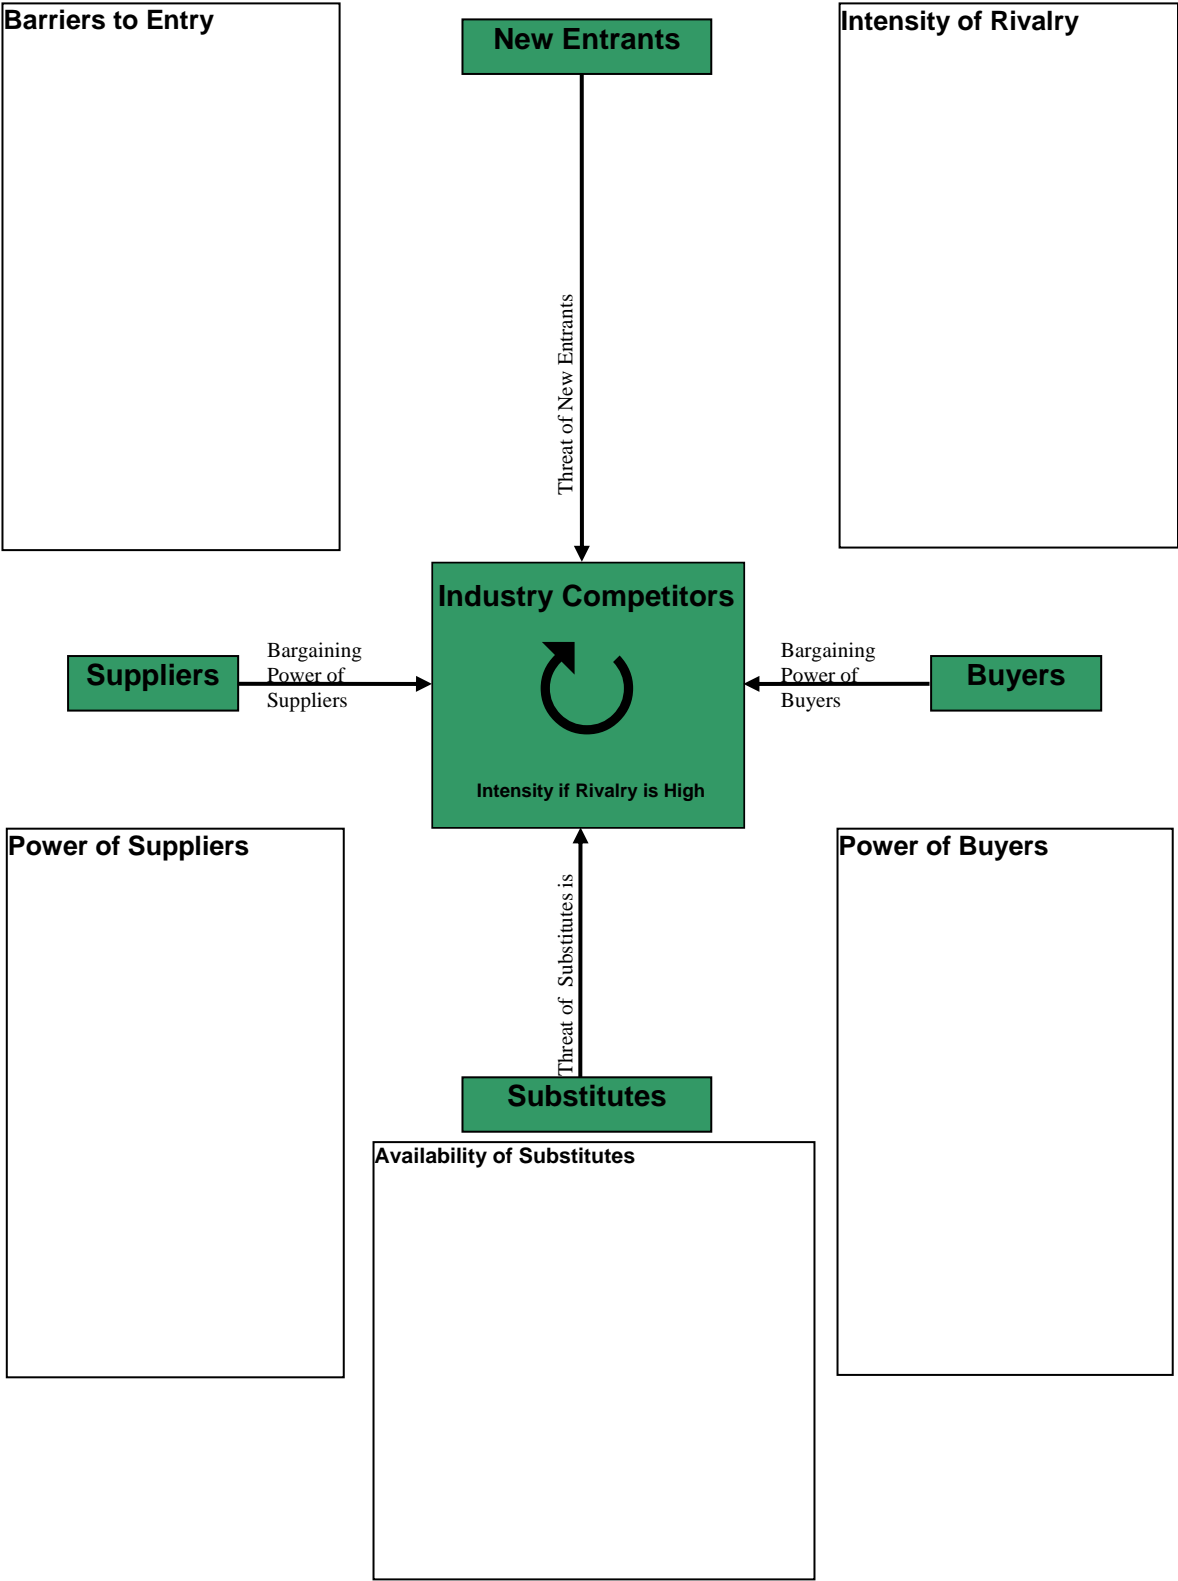 Barriers to Entry
New Entrants
Intensity of Rivalry
Threat of New Entrants
Industry Competitors
Suppliers
Bargaining
Power of
Suppliers
Bargaining
Power of
Buyers
Buyers
Intensity if Rivalry is High
Power of Suppliers
Power of Buyers
Threat of  Substitutes is
Substitutes
Availability of Substitutes